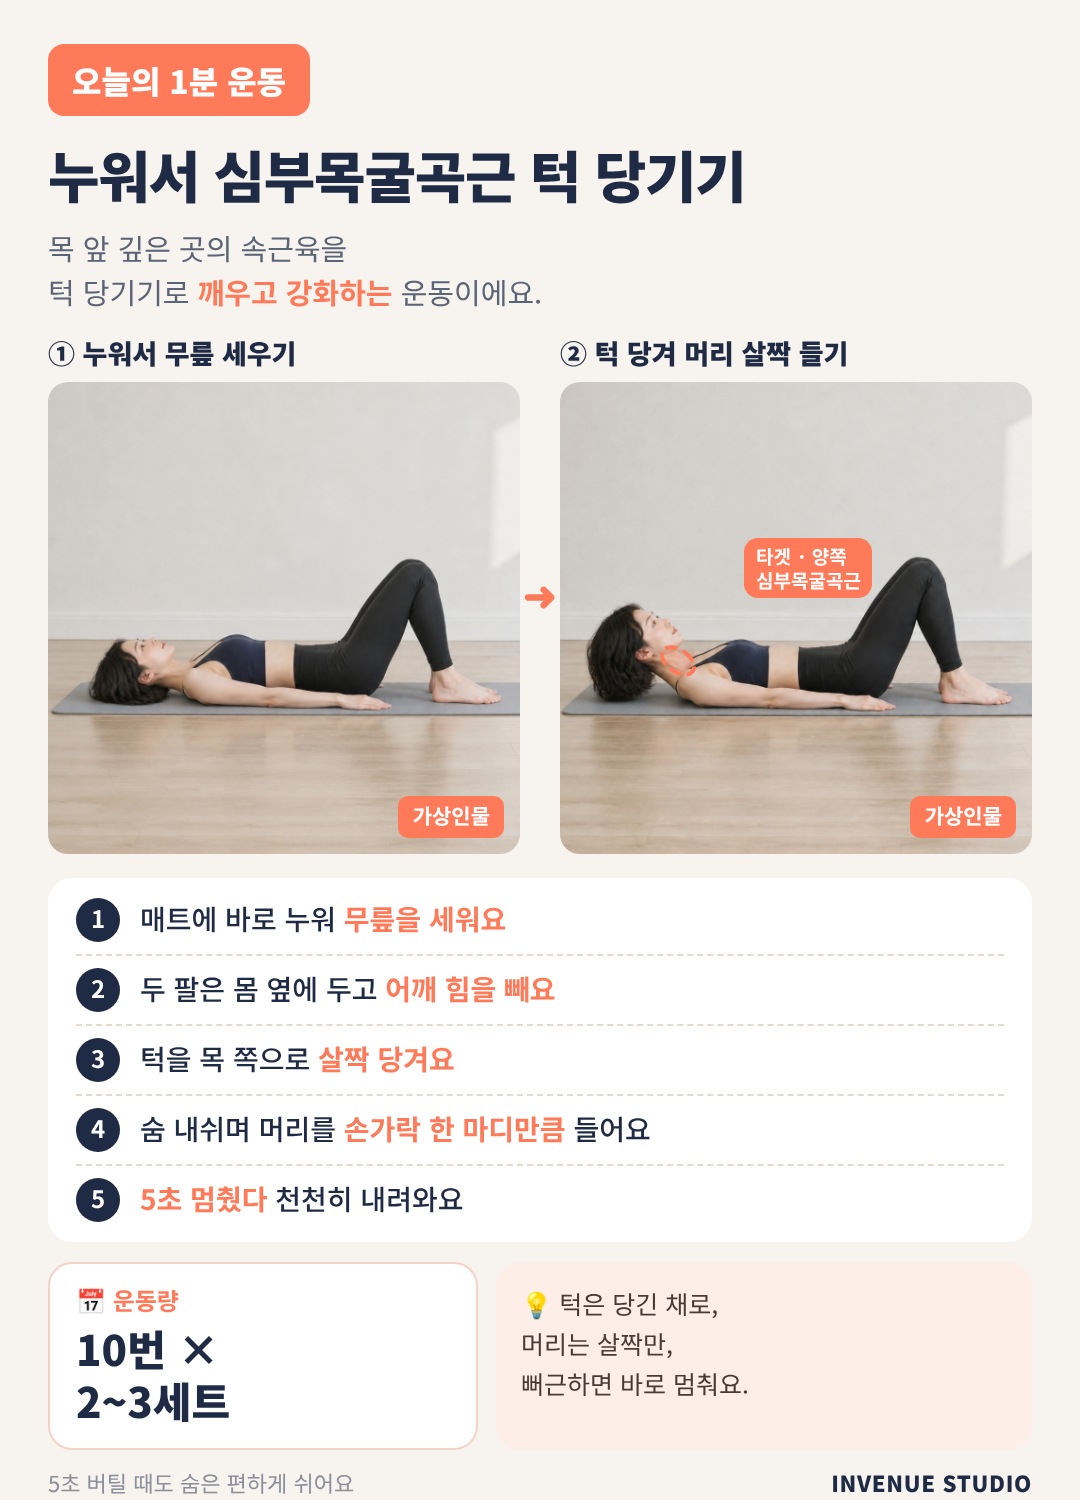 오늘의 1분 운동
누워서 심부목굴곡근 턱 당기기
목 앞 깊은 곳의 속근육을
턱 당기기로 깨우고 강화하는 운동이에요.
① 누워서 무릎 세우기
② 턱 당겨 머리 살짝 들기
타겟 · 양쪽
심부목굴곡근
➜
가상인물
가상인물
1 매트에 바로 누워 무릎을 세워요
2 두 팔은 몸 옆에 두고 어깨 힘을 빼요
3 턱을 목 쪽으로 살짝 당겨요
4 숨 내쉬며 머리를 손가락 한 마디만큼 들어요
5 5초 멈췄다 천천히 내려와요
📅 운동량
10번 ×
2~3세트
💡 턱은 당긴 채로,
머리는 살짝만,
뻐근하면 바로 멈춰요.
5초 버틸 때도 숨은 편하게 쉬어요
INVENUE STUDIO